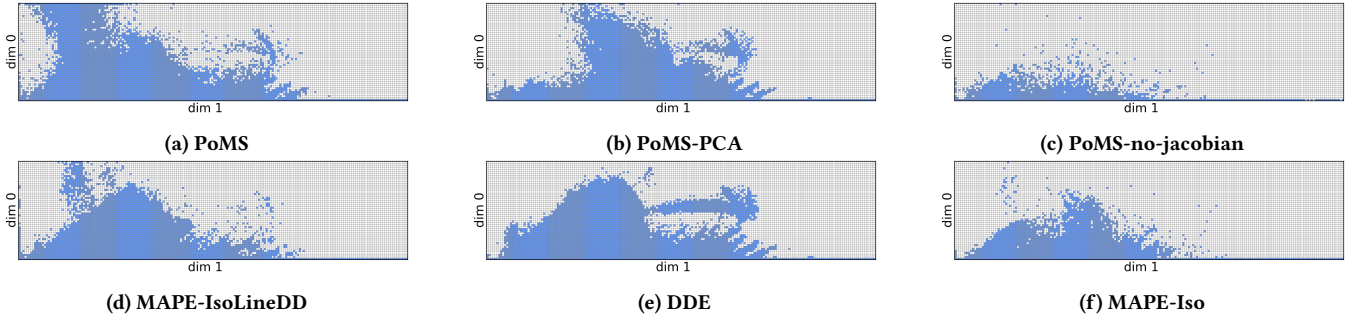 dim 0
dim 1
(a) PoMS
dim 0
dim 1
(b) PoMS-PCA
dim 0
dim 1
(c) PoMS-no-jacobian
dim 0
dim 1
(d) MAPE-IsoLineDD
dim 0
dim 1
(e) DDE
dim 0
dim 1
(f) MAPE-Iso